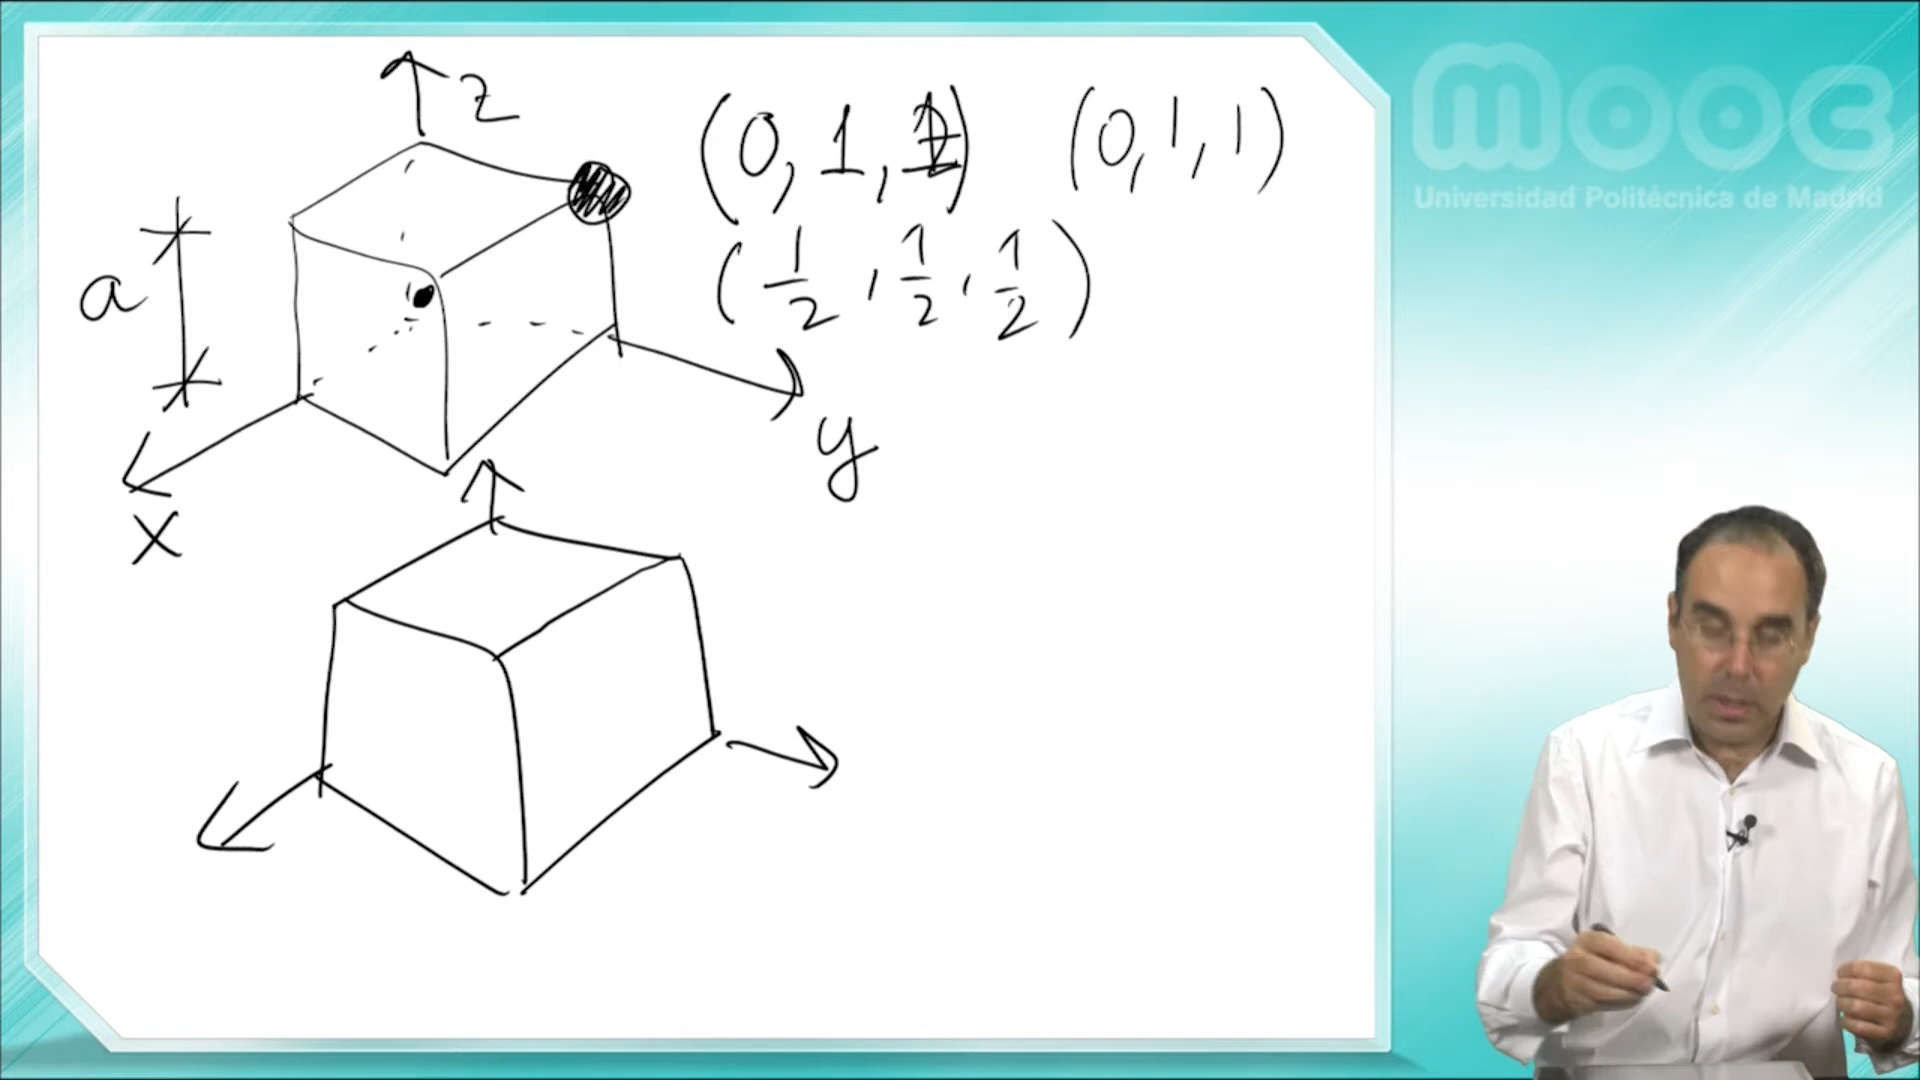 z
(0, 1, 1) (0, 1, 1)
(1/2, 1/2, 1/2)
a
y
x
mooc
Universidad Politécnica de Madrid